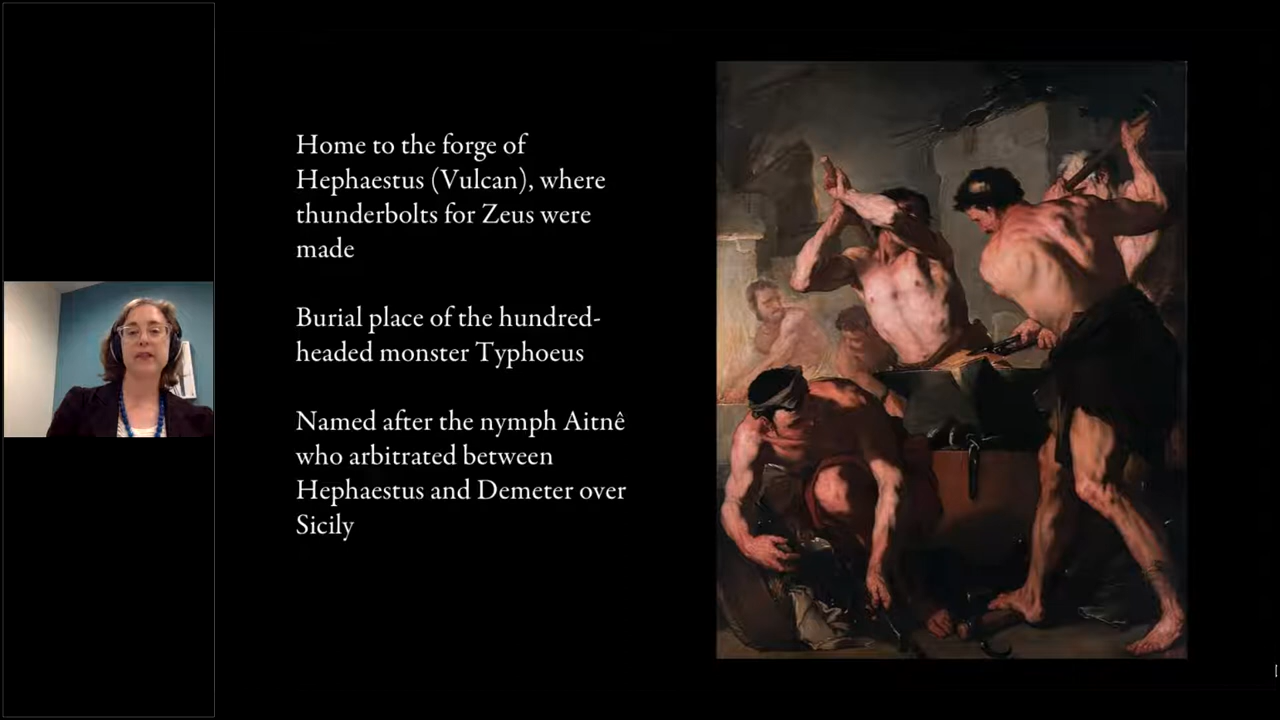 Home to the forge of
Hephaestus (Vulcan), where
thunderbolts for Zeus were
made
Burial place of the hundred-
headed monster Typhoeus
Named after the nymph Aitnê
who arbitrated between
Hephaestus and Demeter over
Sicily